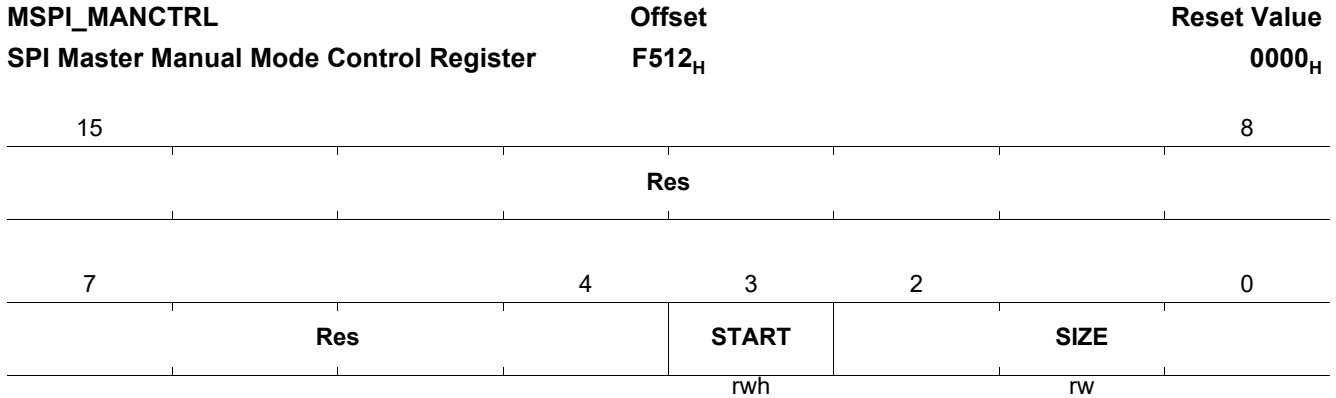 MSPI_MANCTRL Offset Reset Value
SPI Master Manual Mode Control Register F512H 0000H
15 8
Res
7 4 3 2 0
Res START SIZE
rwh rw